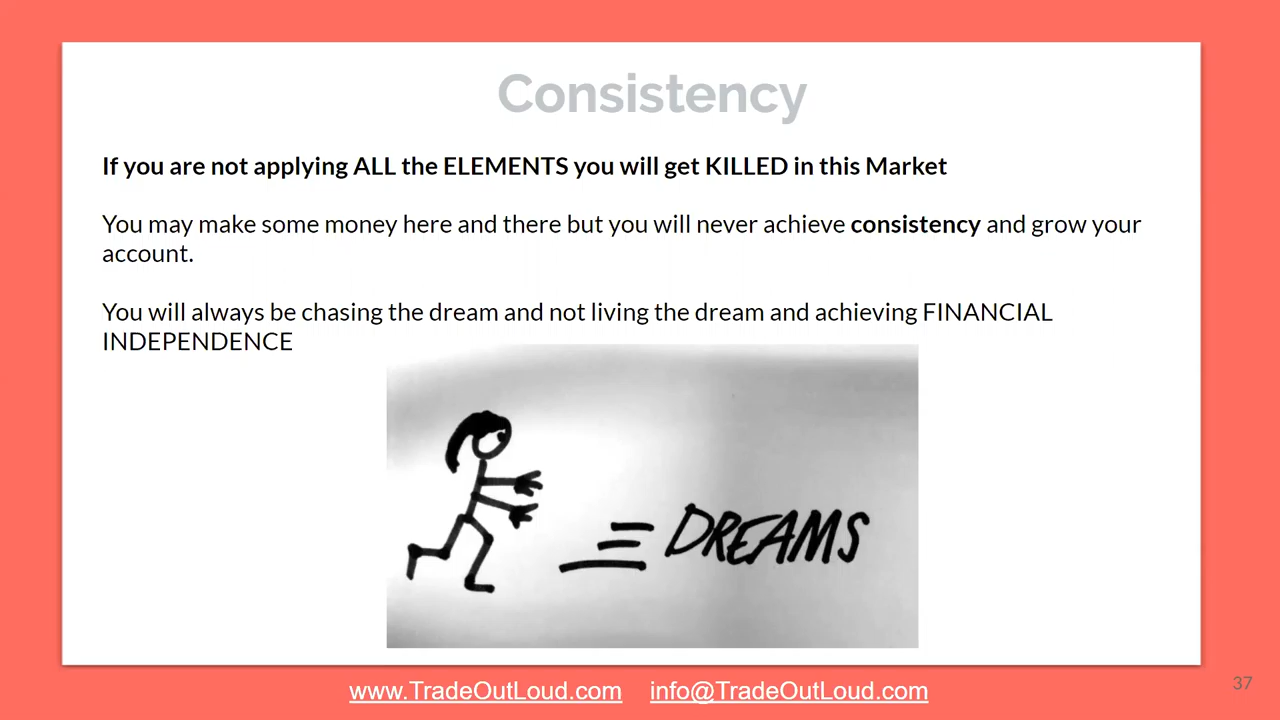 Consistency
If you are not applying ALL the ELEMENTS you will get KILLED in this Market
You may make some money here and there but you will never achieve consistency and grow your
account.
You will always be chasing the dream and not living the dream and achieving FINANCIAL
INDEPENDENCE
DREAMS
www.TradeOutLoud.com info@TradeOutLoud.com
37